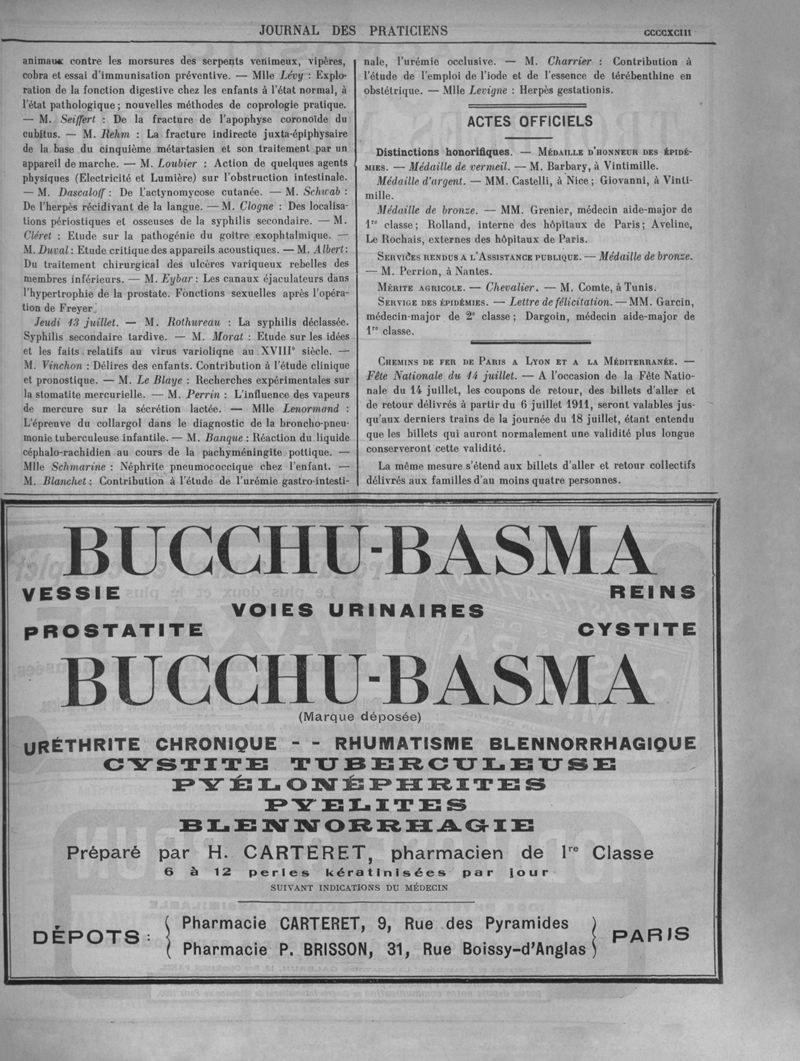 JOURNAL DES PRATICIENS
CCCCXCIII
animaux contre les morsures des serpents venimeux, vipères,
cobra et essai d'immunisation préventive. — Mlle Lévy : Explo-
ration de la fonction digestive chez les enfants à l'état normal, à
l'état pathologique ; nouvelles méthodes de coprologie pratique.
— M. Seiffert : De la fracture de l'apophyse coronoïde du
cubitus. — M. Rehm : La fracture indirecte juxta-épiphysaire
de la base du cinquième métartasien et son traitement par un
appareil de marche. — M. Loubier : Action de quelques agents
physiques (Electricité et Lumière) sur l'obstruction intestinale.
— M. Dascaloff : De l'actynomycose cutanée. — M. Schwab :
De l'herpès récidivant de la langue. — M. Clogne : Des localisa-
tions périostiques et osseuses de la syphilis secondaire. — M.
Cléret : Etude sur la pathogénie du goitre exophtalmique. —
M. Duval : Etude critique des appareils acoustiques. — M. Albert :
Du traitement chirurgical des ulcères variqueux rebelles des
membres inférieurs. — M. Eybar : Les canaux éjaculateurs dans
l'hypertrophie de la prostate. Fonctions sexuelles après l'opéra-
tion de Freyer.
Jeudi 13 juillet. — M. Rothureau : La syphilis déclassée.
Syphilis secondaire tardive. — M. Morat : Etude sur les idées
et les faits relatifs au virus variolique au XVIIIe siècle. —
M. Vinchon : Délires des enfants. Contribution à l'étude clinique
et pronostique. — M. Le Blaye : Recherches expérimentales sur
la stomatite mercurielle. — M. Perrin : L'influence des vapeurs
de mercure sur la sécrétion lactée. — Mlle Lenormand :
L'épreuve du collargol dans le diagnostic de la broncho-pneu-
monie tuberculeuse infantile. — M. Banque : Réaction du liquide
céphalo-rachidien au cours de la pachyméningite pottique. —
Mlle Schmarine : Néphrite pneumococcique chez l'enfant. —
M. Blanchet : Contribution à l'étude de l'urémie gastro-intesti-
nale, l'urémie occlusive. — M. Charrier : Contribution à
l'étude de l'emploi de l'iode et de l'essence de térébenthine en
obstétrique. — Mlle Levigne : Herpès gestationis.
ACTES OFFICIELS
Distinctions honorifiques. — MÉDAILLE D'HONNEUR DES ÉPIDÉ-
MIES. — Médaille de vermeil. — M. Barbary, à Vintimille.
Médaille d'argent. — MM. Castelli, à Nice ; Giovanni, à Vinti-
mille.
Médaille de bronze. — MM. Grenier, médecin aide-major de
1re classe ; Rolland, interne des hôpitaux de Paris ; Aveline,
Le Rochais, externes des hôpitaux de Paris.
SERVICES RENDUS A L'ASSISTANCE PUBLIQUE. — Médaille de bronze.
— M. Perrion, à Nantes.
MÉRITE AGRICOLE. — Chevalier. — M. Comte, à Tunis.
SERVICE DES ÉPIDÉMIES. — Lettre de félicitation. — MM. Garcin,
médecin-major de 2e classe ; Dargoin, médecin aide-major de
1re classe.
CHEMINS DE FER DE PARIS A LYON ET A LA MÉDITERRANÉE. —
Fête Nationale du 14 juillet. — A l'occasion de la Fête Natio-
nale du 14 juillet, les coupons de retour, des billets d'aller et
de retour délivrés à partir du 6 juillet 1911, seront valables jus-
qu'aux derniers trains de la journée du 18 juillet, étant entendu
que les billets qui auront normalement une validité plus longue
conserveront cette validité.
La même mesure s'étend aux billets d'aller et retour collectifs
délivrés aux familles d'au moins quatre personnes.
BUCCHU-BASMA
VESSIE REINS
VOIES URINAIRES
PROSTATITE CYSTITE
BUCCHU-BASMA
(Marque déposée)
URÉTHRITE CHRONIQUE - - RHUMATISME BLENNORRHAGIQUE
CYSTITE TUBERCULEUSE
PYÉLONÉPHRITES
PYELITES
BLENNORRHAGIE
Préparé par H. CARTERET, pharmacien de 1re Classe
6 à 12 perles kératinisées par jour
SUIVANT INDICATIONS DU MÉDECIN
DÉPOTS : { Pharmacie CARTERET, 9, Rue des Pyramides } PARIS
{ Pharmacie P. BRISSON, 31, Rue Boissy-d'Anglas }